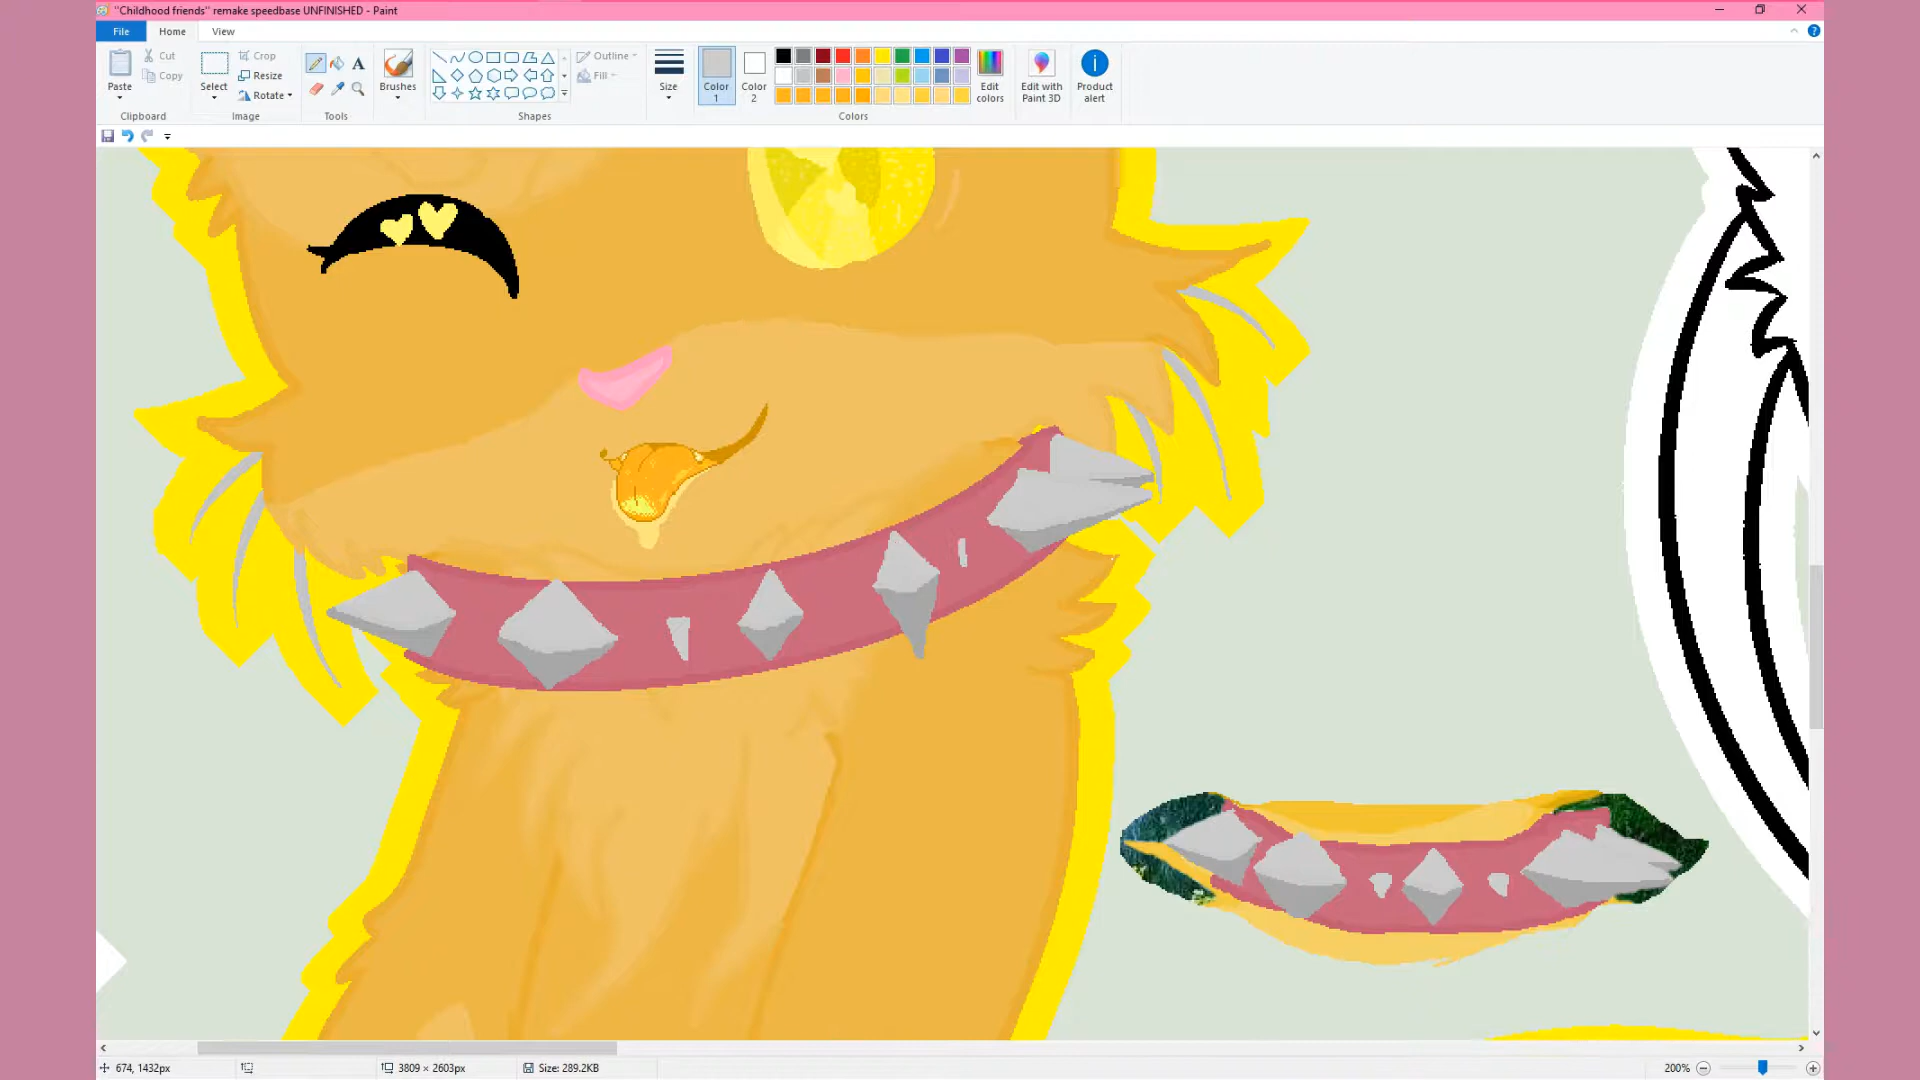 "Childhood friends" remake speedbase UNFINISHED - Paint
File Home View
Paste
Cut
Copy
Clipboard
Select
Crop
Resize
Rotate
Image
A
Tools
Brushes
Shapes
Outline
Fill
Size
Color 1
Color 2
Edit colors
Colors
Edit with Paint 3D
Product alert
674, 1432px
3809 × 2603px
Size: 289.2KB
200%